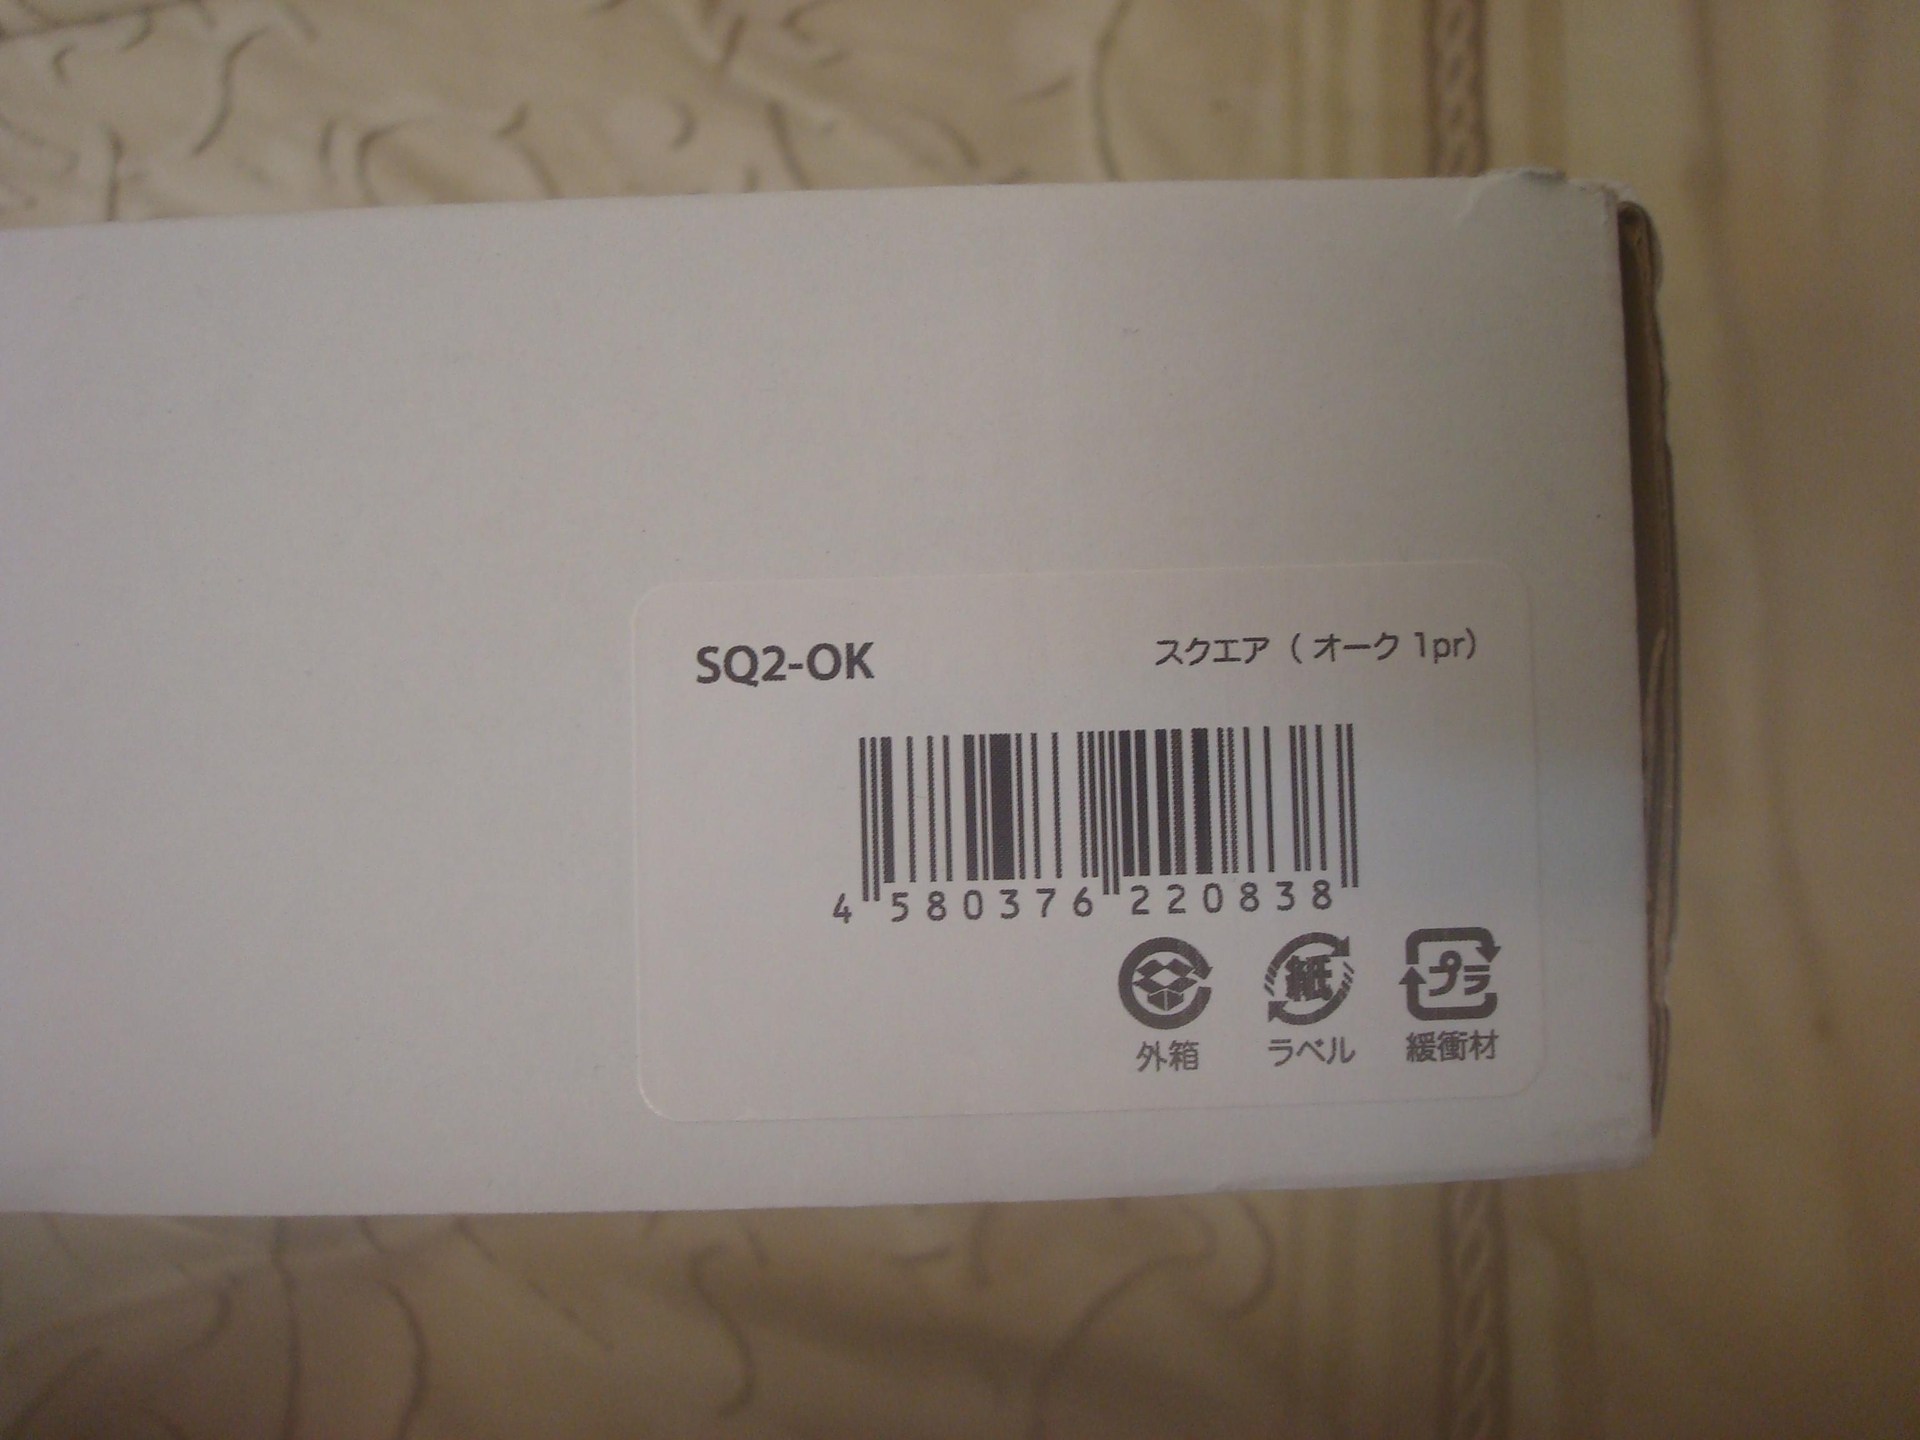 SQ2-OK スクエア ( オーク 1pr)
4 580376 220838
紙 プラ
外箱 ラベル 緩衝材